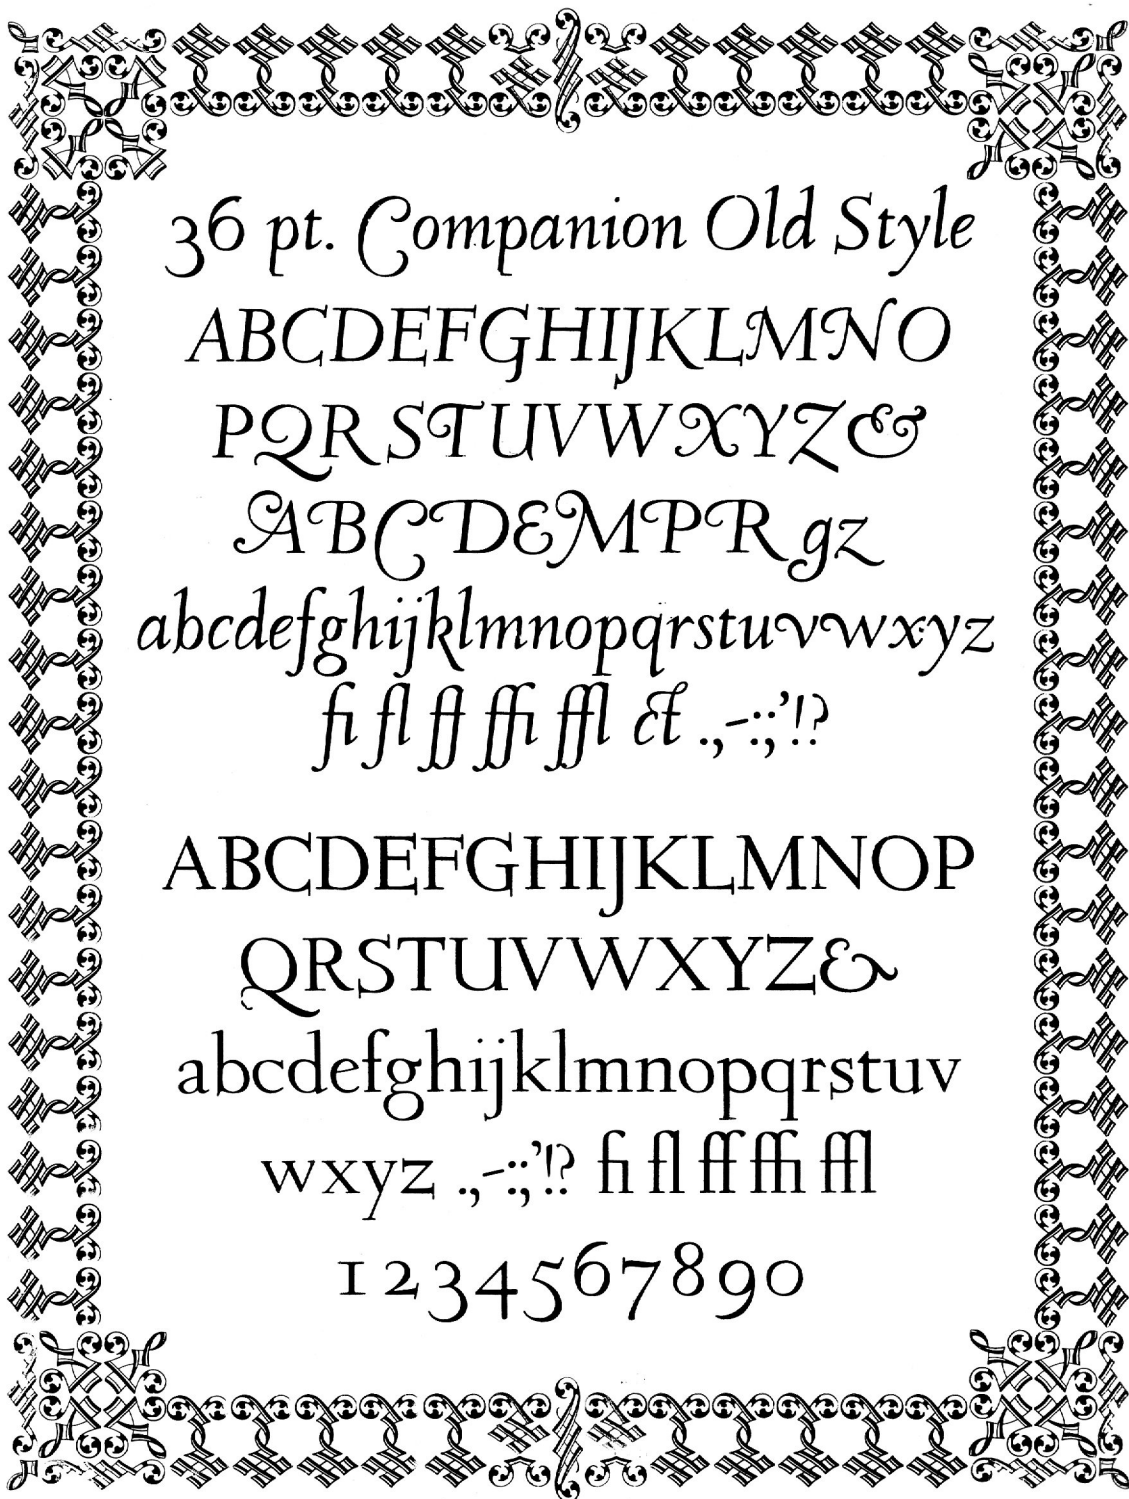 36 pt. Companion Old Style
ABCDEFGHIJKLMNO
PQRSTUVWXYZ&
ABCDEMPRgz
abcdefghijklmnopqrstuvwxyz
fi fl ff ffi ffl ct .,-:;'!?
ABCDEFGHIJKLMNOP
QRSTUVWXYZ&
abcdefghijklmnopqrstuv
wxyz .,-:;'!? fi fl ff ffi ffl
1234567890